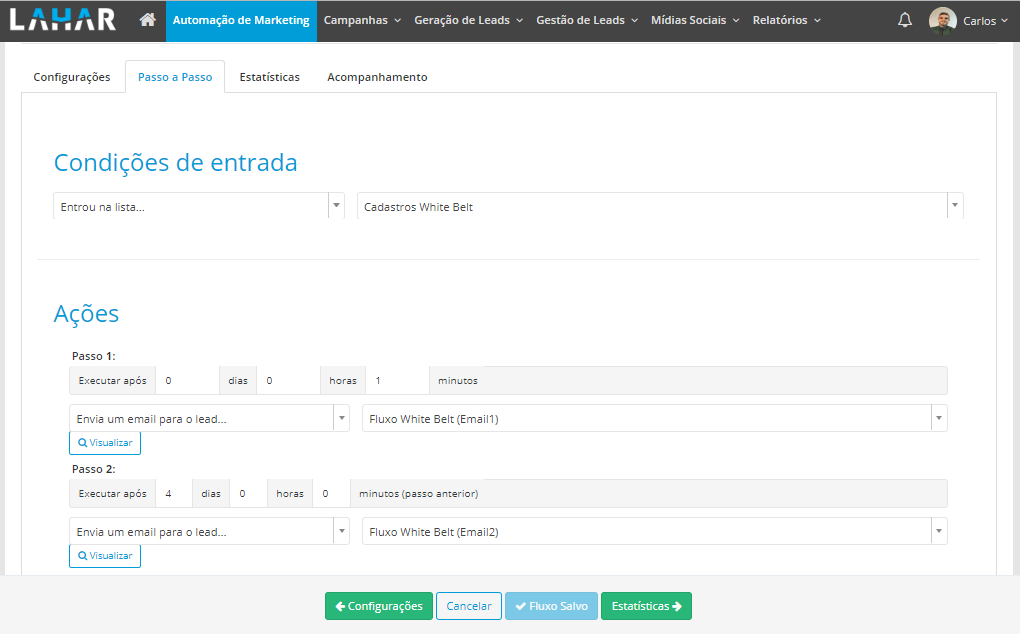 LAHAR Automação de Marketing Campanhas Geração de Leads Gestão de Leads Mídias Sociais Relatórios Carlos
Configurações Passo a Passo Estatísticas Acompanhamento
Condições de entrada
Entrou na lista... Cadastros White Belt
Ações
Passo 1:
Executar após 0 dias 0 horas 1 minutos
Envia um email para o lead... Fluxo White Belt (Email1)
Visualizar
Passo 2:
Executar após 4 dias 0 horas 0 minutos (passo anterior)
Envia um email para o lead... Fluxo White Belt (Email2)
Visualizar
Configurações Cancelar Fluxo Salvo Estatísticas